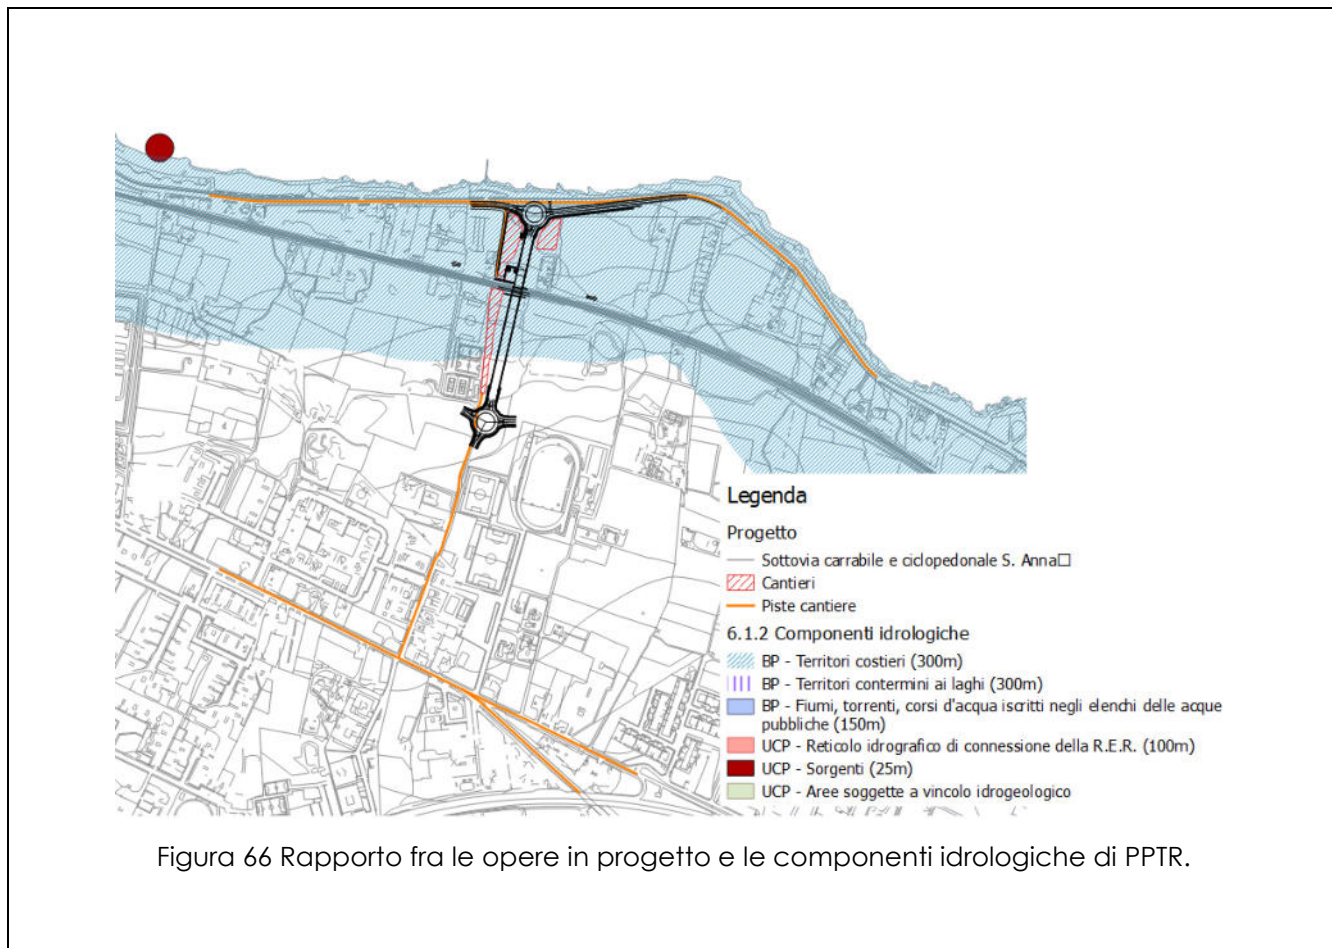 Legenda
Progetto
Sottovia carrabile e ciclopedonale S. Anna□
Cantieri
Piste cantiere
6.1.2 Componenti idrologiche
BP - Territori costieri (300m)
BP - Territori contermini ai laghi (300m)
BP - Fiumi, torrenti, corsi d'acqua iscritti negli elenchi delle acque
pubbliche (150m)
UCP - Reticolo idrografico di connessione della R.E.R. (100m)
UCP - Sorgenti (25m)
UCP - Aree soggette a vincolo idrogeologico
Figura 66 Rapporto fra le opere in progetto e le componenti idrologiche di PPTR.